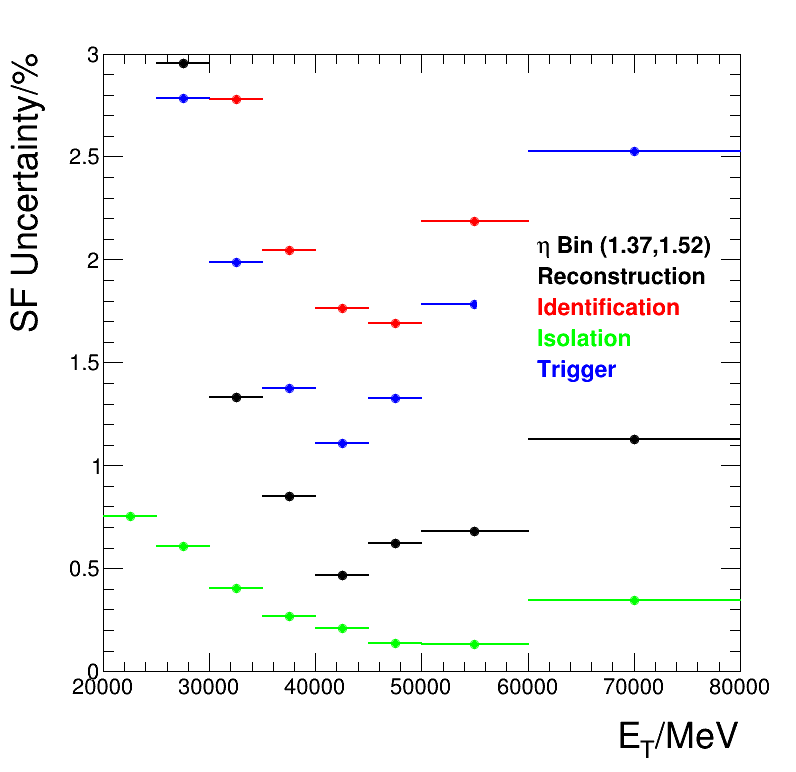 SF Uncertainty/%
3
2.5
2
1.5
1
0.5
0
20000 30000 40000 50000 60000 70000 80000
E_T/MeV
η Bin (1.37,1.52)
Reconstruction
Identification
Isolation
Trigger